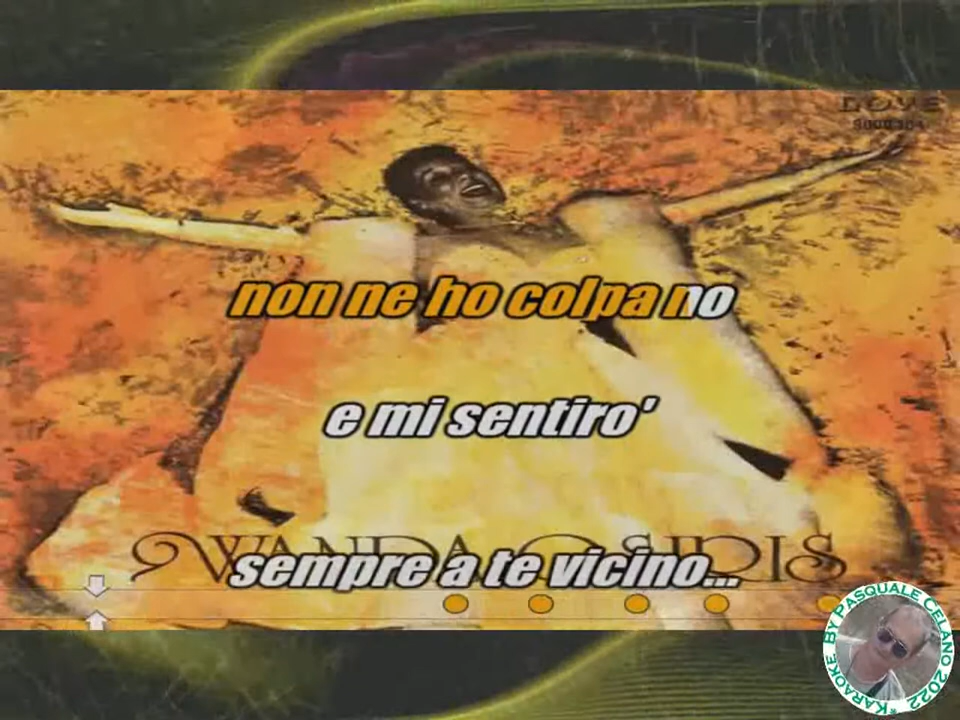 LOVE
non ne ho colpa no
e mi sentiro'
WANDA OSIRIS
sempre a te vicino...
KARAOKE BY PASQUALE CELANO 2022 *